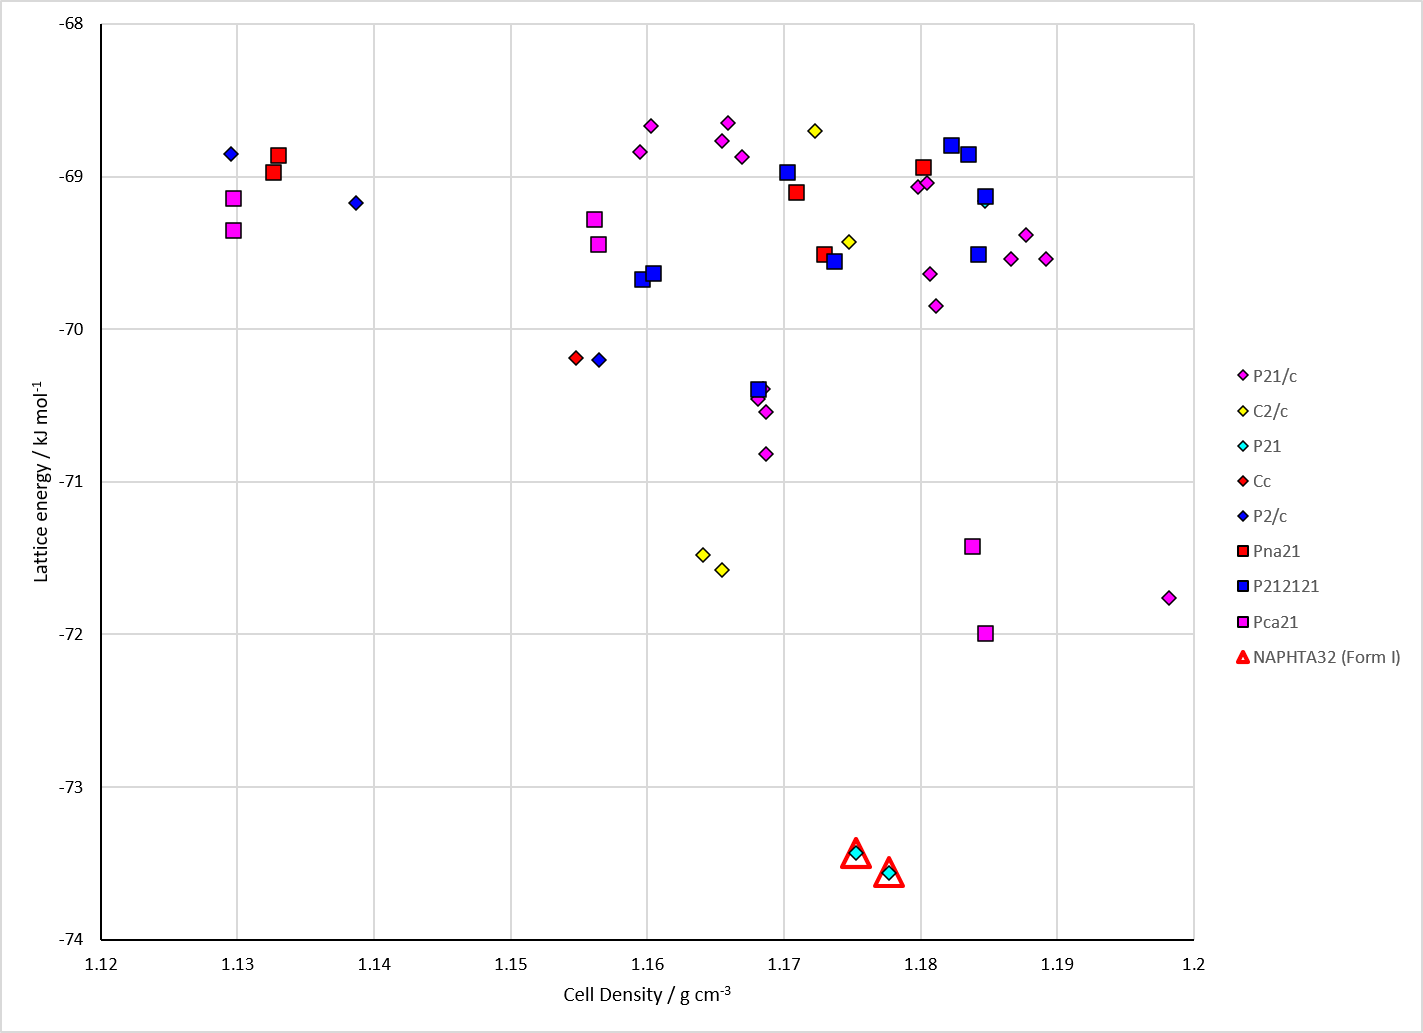 -68
-69
-70
-71
-72
-73
-74
Lattice energy / kJ mol⁻¹
1.12 1.13 1.14 1.15 1.16 1.17 1.18 1.19 1.2
Cell Density / g cm⁻³
P21/c
C2/c
P21
Cc
P2/c
Pna21
P212121
Pca21
NAPHTA32 (Form I)